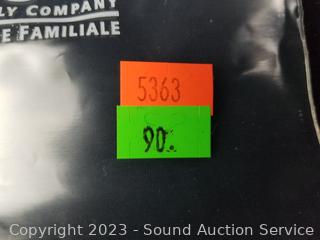 LY COMPANY
E FAMILIALE
5363
90.
Copyright 2023 - Sound Auction Service